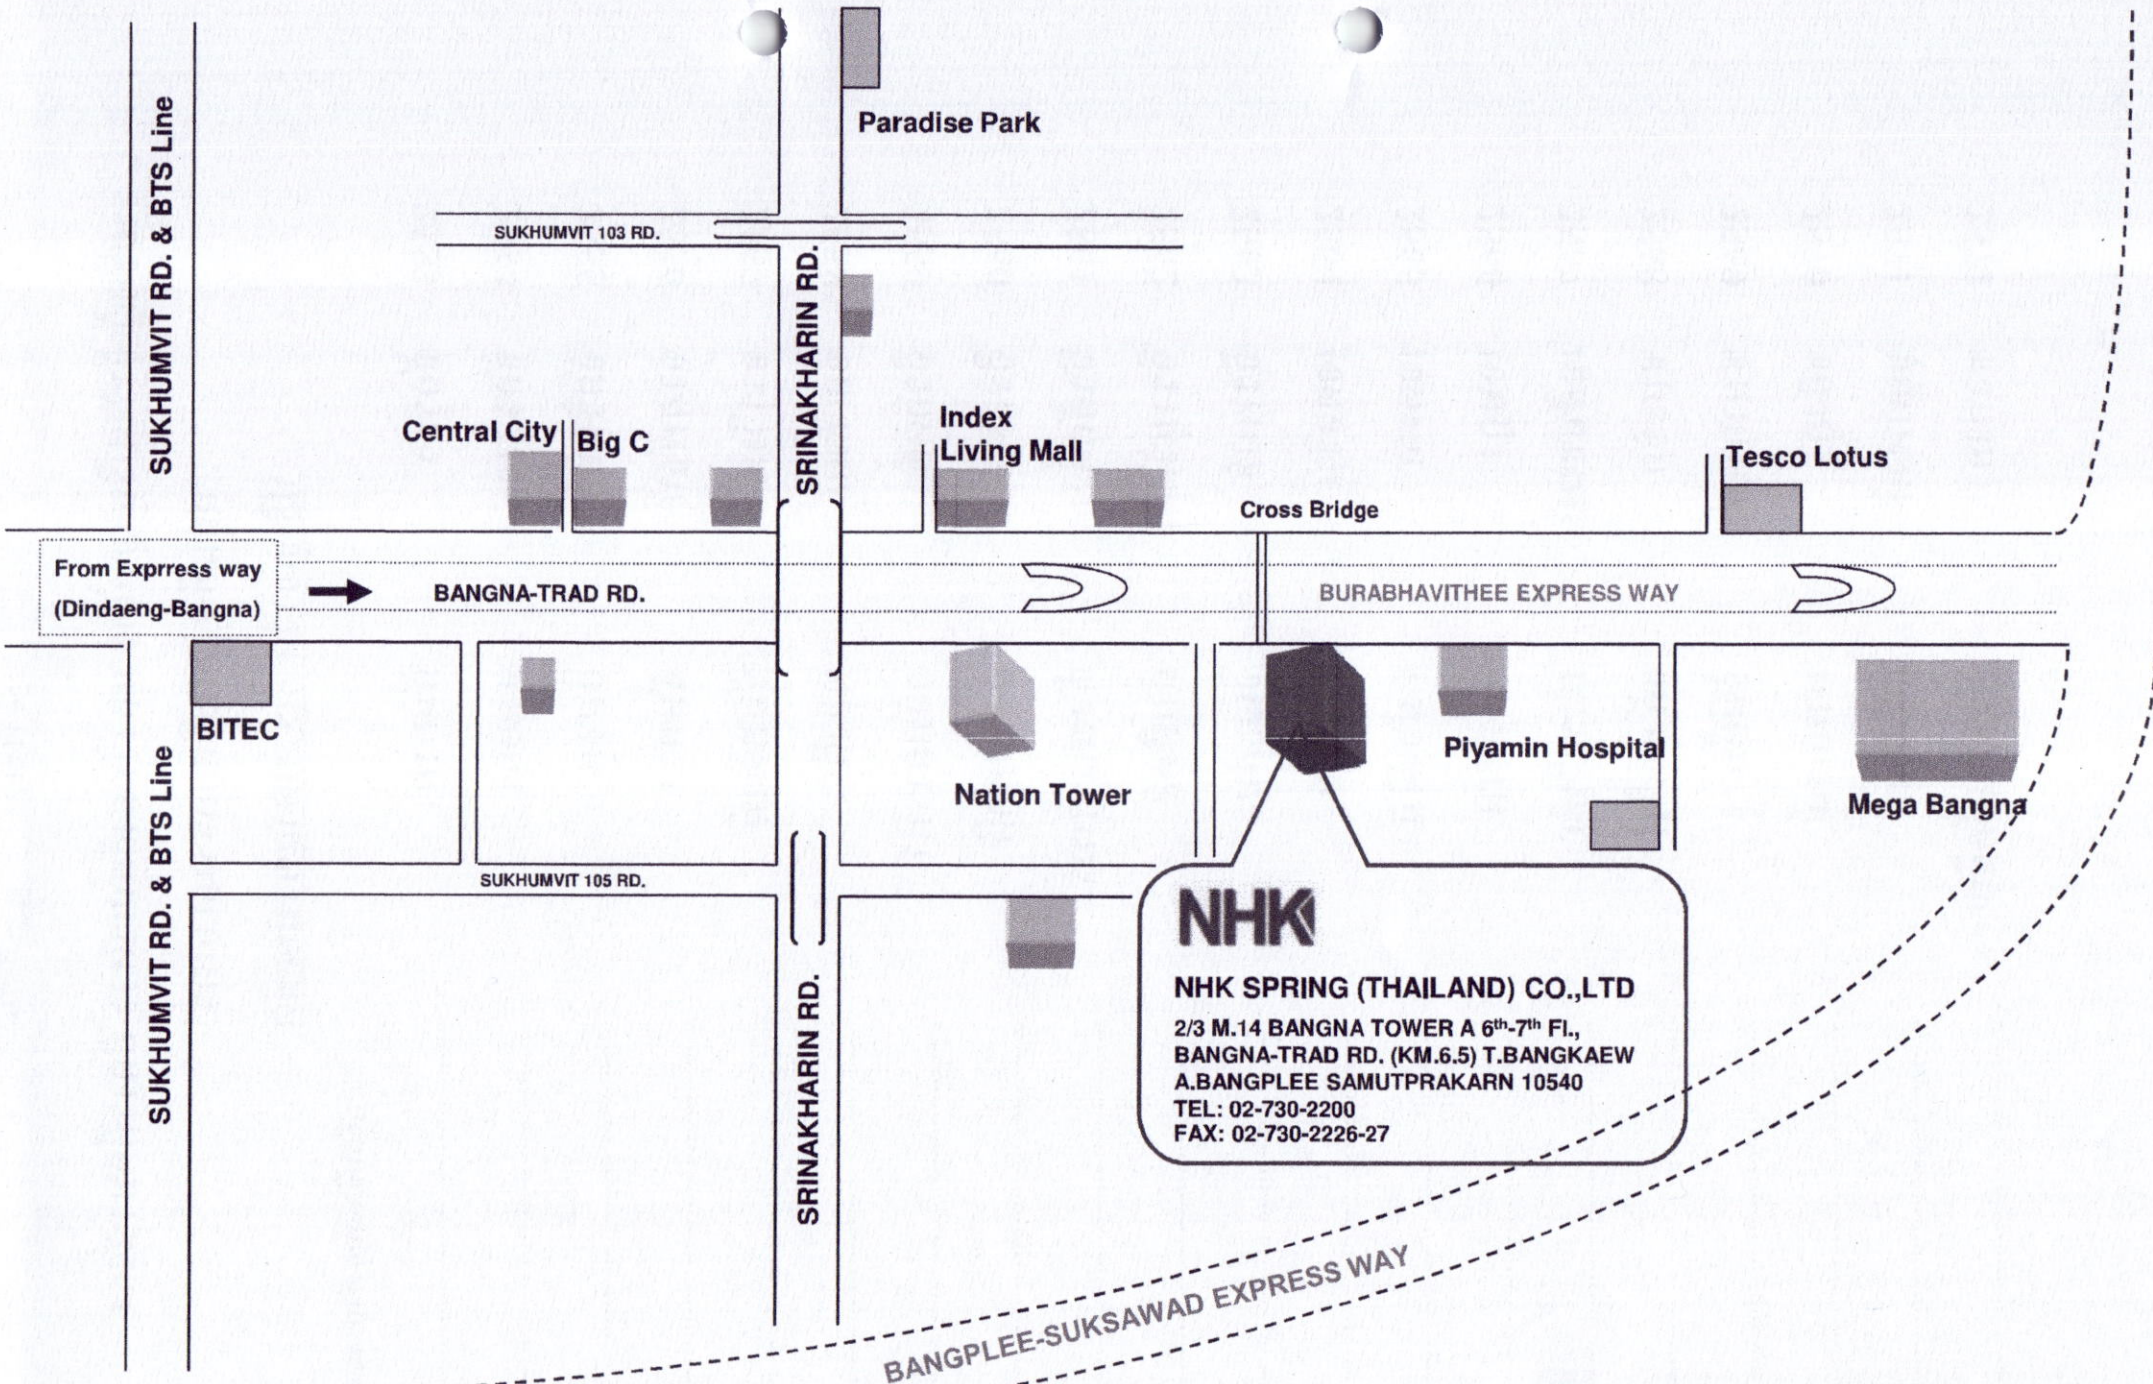 Paradise Park
SUKHUMVIT RD. & BTS Line
SUKHUMVIT 103 RD.
SRINAKHARIN RD.
Central City
Big C
Index
Living Mall
Tesco Lotus
Cross Bridge
From Exprress way
(Dindaeng-Bangna)
BANGNA-TRAD RD.
BURABHAVITHEE EXPRESS WAY
BITEC
Nation Tower
Piyamin Hospital
Mega Bangna
SUKHUMVIT RD. & BTS Line
SUKHUMVIT 105 RD.
SRINAKHARIN RD.
NHK
NHK SPRING (THAILAND) CO.,LTD
2/3 M.14 BANGNA TOWER A 6th-7th Fl.,
BANGNA-TRAD RD. (KM.6.5) T.BANGKAEW
A.BANGPLEE SAMUTPRAKARN 10540
TEL: 02-730-2200
FAX: 02-730-2226-27
BANGPLEE-SUKSAWAD EXPRESS WAY